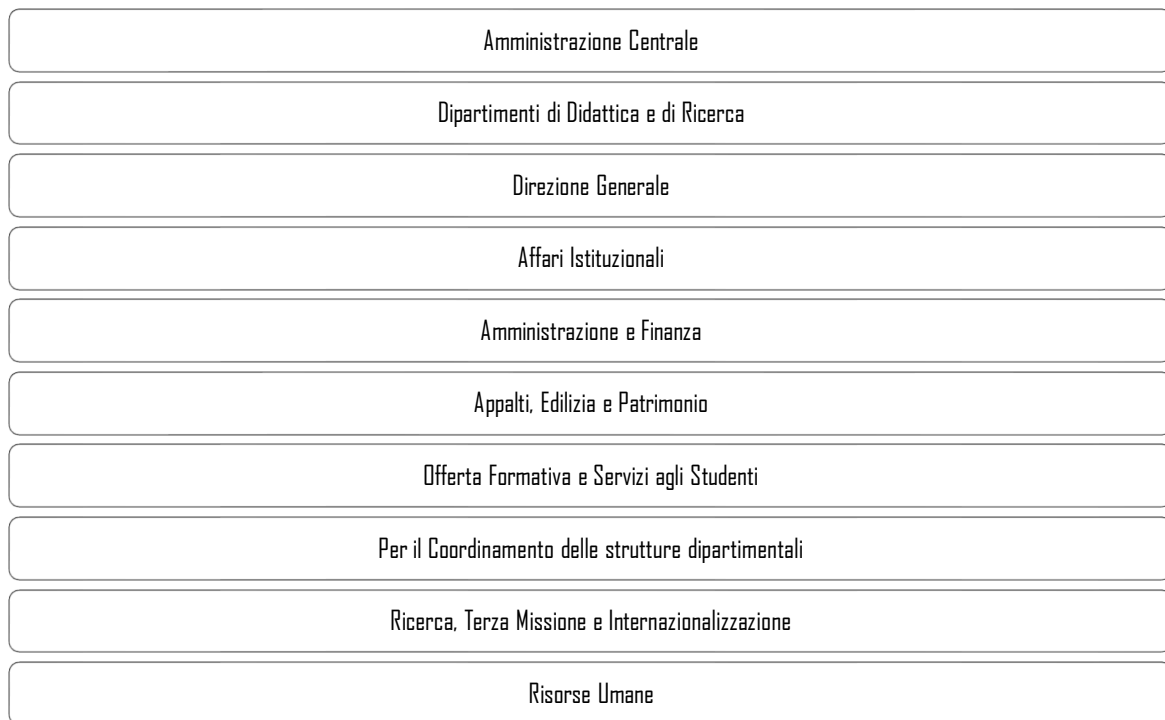 Amministrazione Centrale
Dipartimenti di Didattica e di Ricerca
Direzione Generale
Affari Istituzionali
Amministrazione e Finanza
Appalti, Edilizia e Patrimonio
Offerta Formativa e Servizi agli Studenti
Per il Coordinamento delle strutture dipartimentali
Ricerca, Terza Missione e Internazionalizzazione
Risorse Umane